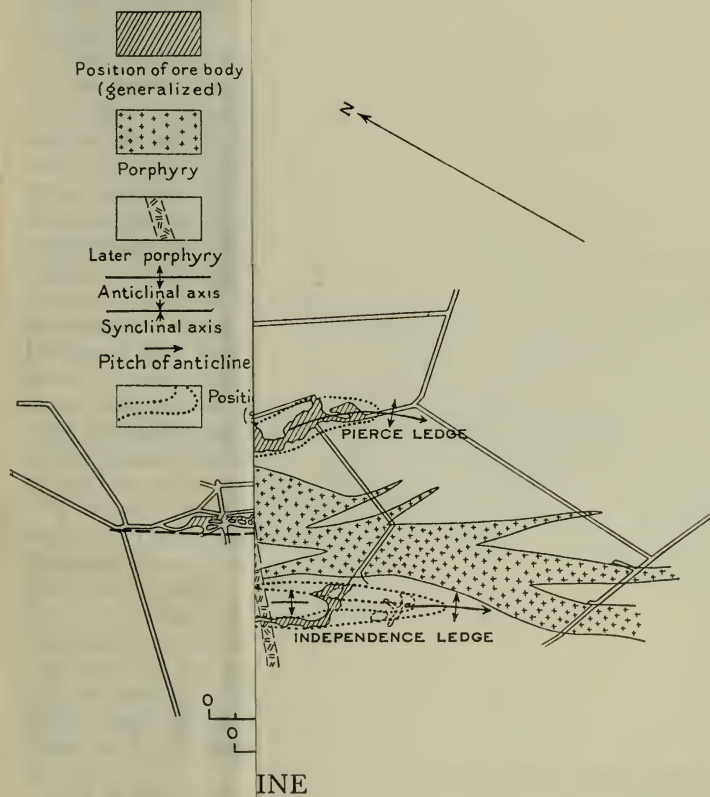 Position of ore body
(generalized)
Porphyry
Later porphyry
Anticlinal axis
Synclinal axis
Pitch of anticline
Positi
(
N
PIERCE LEDGE
INDEPENDENCE LEDGE
0
0
INE